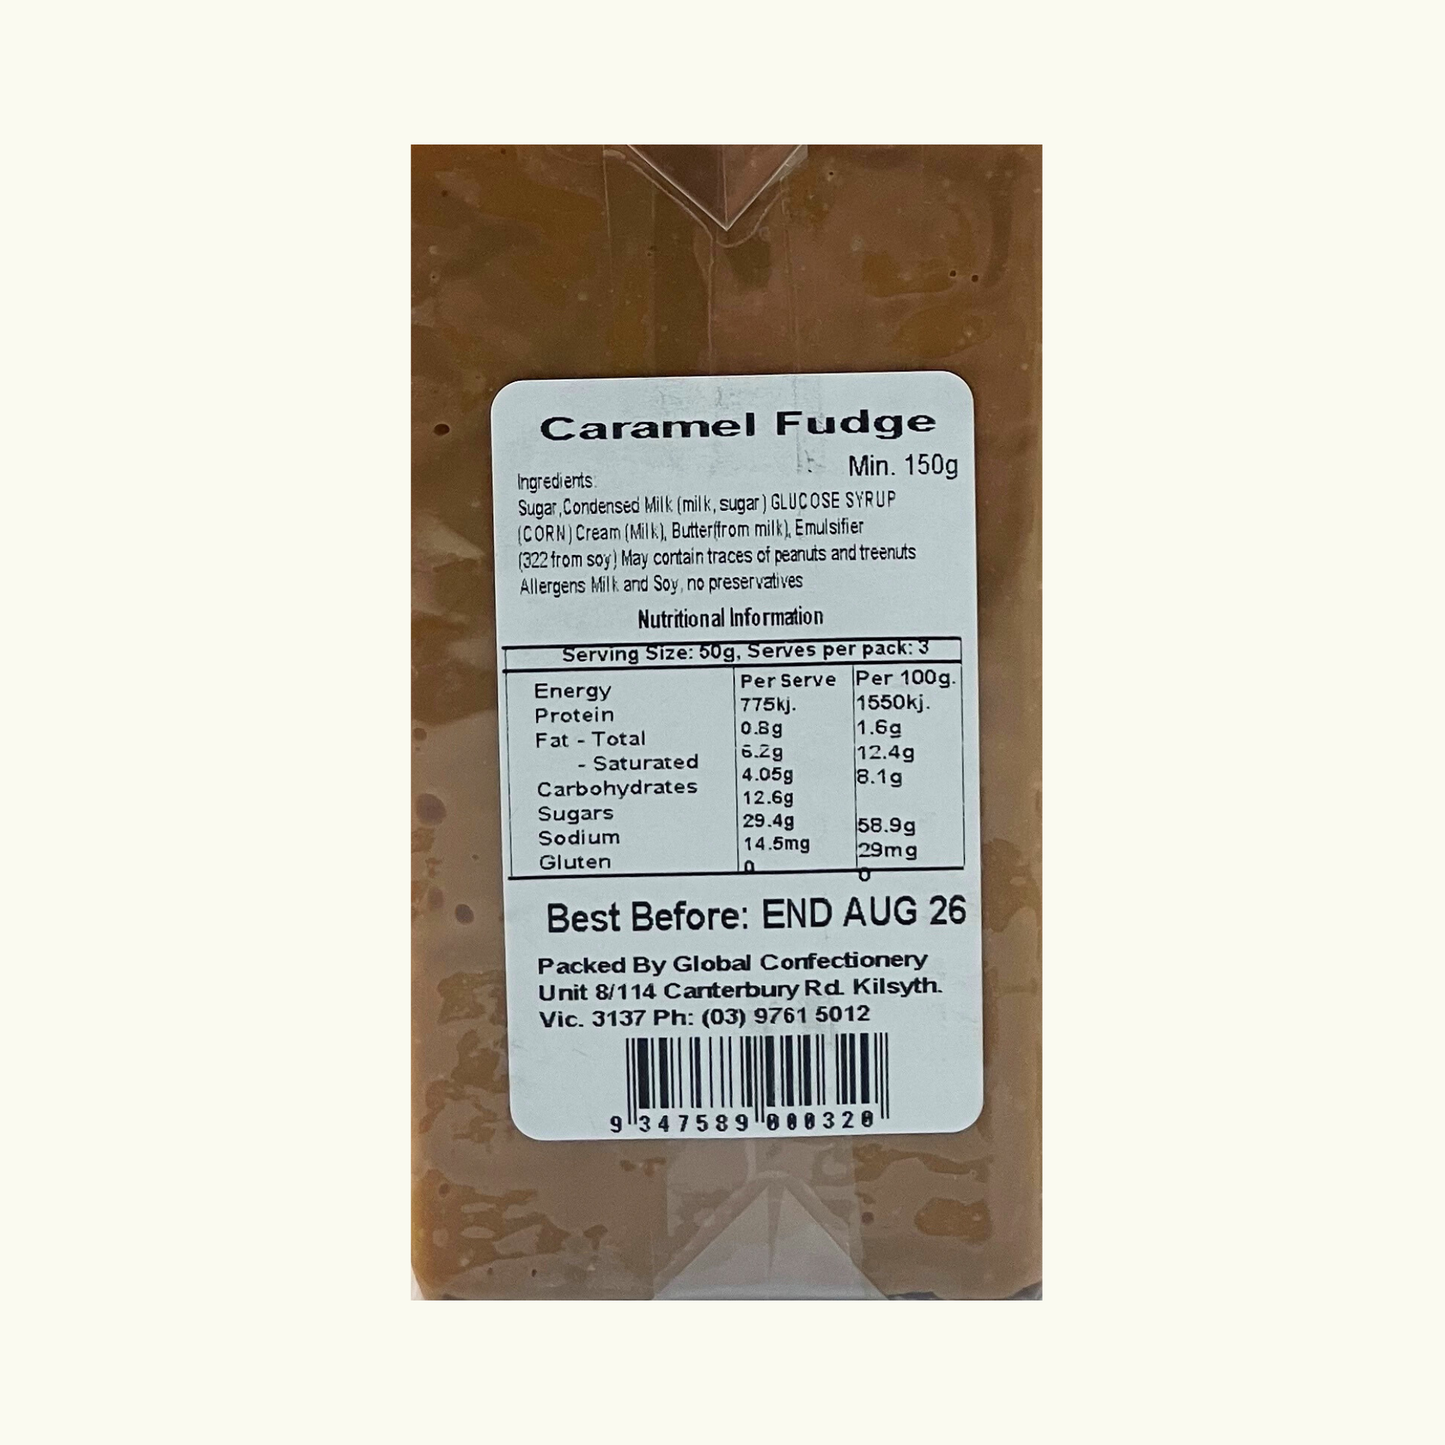 Caramel Fudge
Min. 150g
Ingredients:
Sugar,Condensed Milk (milk, sugar) GLUCOSE SYRUP
(CORN) Cream (Milk), Butter(from milk), Emulsifier
(322 from soy) May contain traces of peanuts and treenuts
Allergens Milk and Soy, no preservatives
Nutritional Information
Serving Size: 50g, Serves per pack: 3
Per Serve Per 100g.
Energy 775kj. 1550kj.
Protein 0.8g 1.6g
Fat - Total 6.2g 12.4g
- Saturated 4.05g 8.1g
Carbohydrates 12.6g
Sugars 29.4g 58.9g
Sodium 14.5mg 29mg
Gluten 0 0
Best Before: END AUG 26
Packed By Global Confectionery
Unit 8/114 Canterbury Rd. Kilsyth.
Vic. 3137 Ph: (03) 9761 5012
9 347589 000320